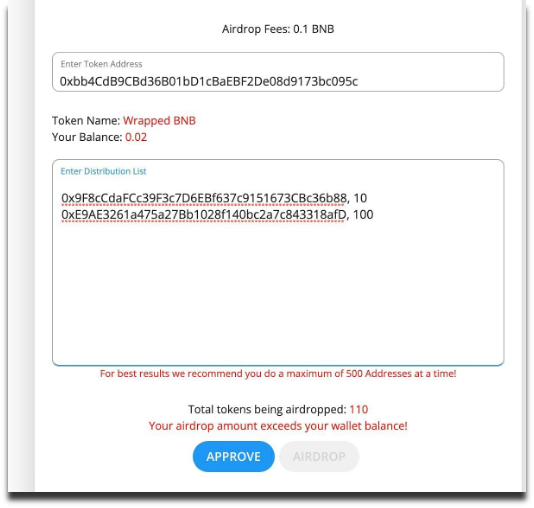 Airdrop Fees: 0.1 BNB
Enter Token Address
0xbb4CdB9CBd36B01bD1cBaEBF2De08d9173bc095c
Token Name: Wrapped BNB
Your Balance: 0.02
Enter Distribution List
0x9F8cCdaFCc39F3c7D6EBf637c9151673CBc36b88, 10
0xE9AE3261a475a27Bb1028f140bc2a7c843318afD, 100
For best results we recommend you do a maximum of 500 Addresses at a time!
Total tokens being airdropped: 110
Your airdrop amount exceeds your wallet balance!
APPROVE AIRDROP